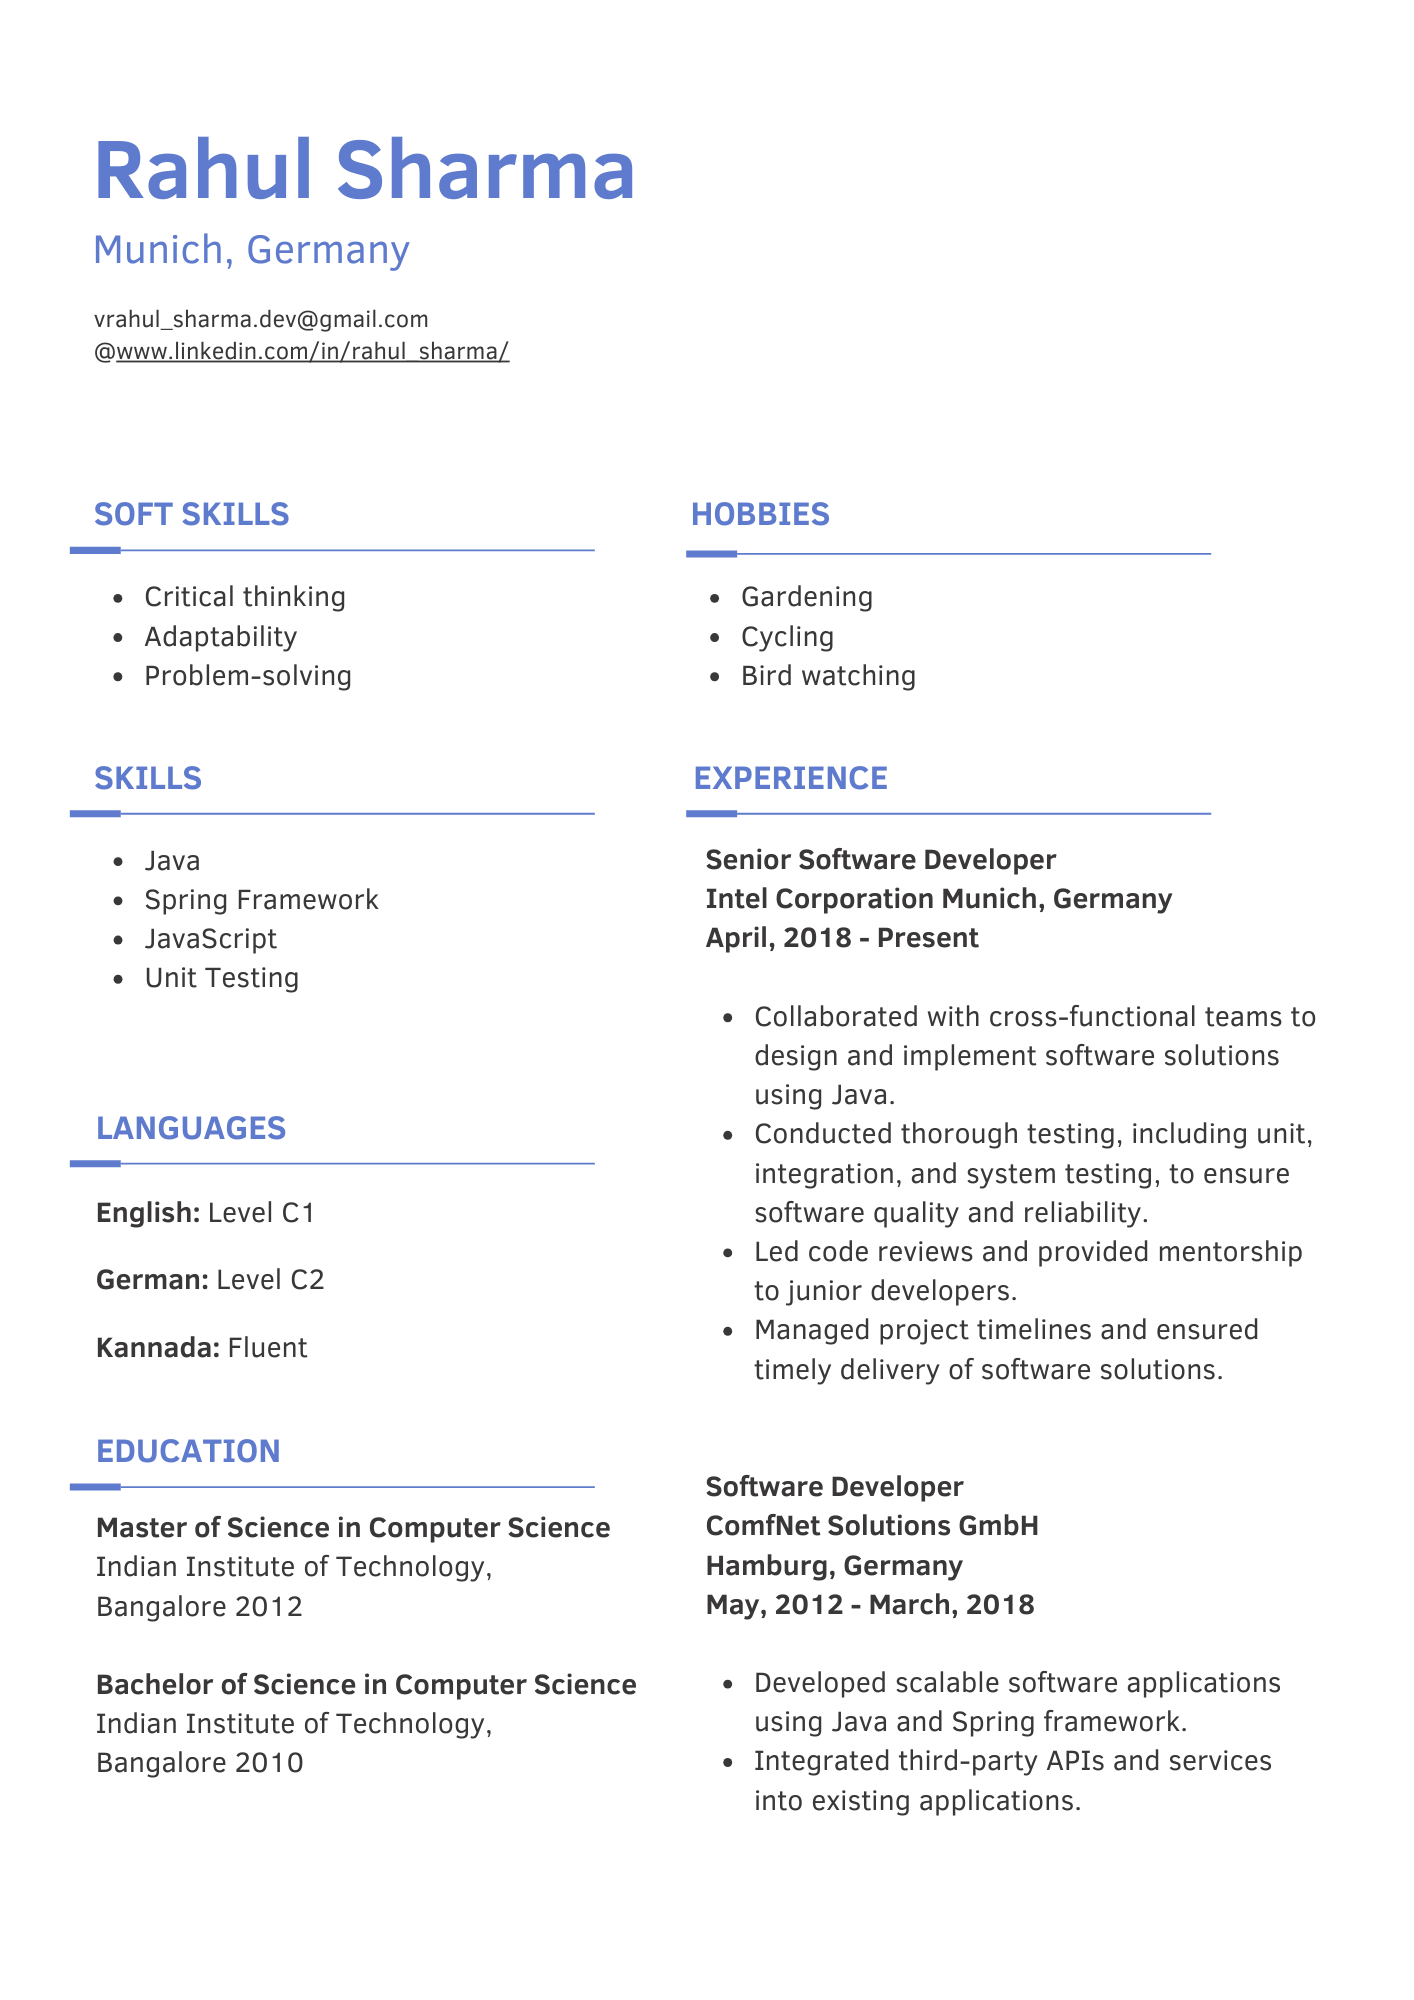 Rahul Sharma
Munich, Germany
vrahul_sharma.dev@gmail.com
@www.linkedin.com/in/rahul_sharma/
SOFT SKILLS
• Critical thinking
• Adaptability
• Problem-solving
HOBBIES
• Gardening
• Cycling
• Bird watching
SKILLS
• Java
• Spring Framework
• JavaScript
• Unit Testing
LANGUAGES
English: Level C1
German: Level C2
Kannada: Fluent
EDUCATION
Master of Science in Computer Science
Indian Institute of Technology,
Bangalore 2012
Bachelor of Science in Computer Science
Indian Institute of Technology,
Bangalore 2010
EXPERIENCE
Senior Software Developer
Intel Corporation Munich, Germany
April, 2018 - Present
• Collaborated with cross-functional teams to
design and implement software solutions
using Java.
• Conducted thorough testing, including unit,
integration, and system testing, to ensure
software quality and reliability.
• Led code reviews and provided mentorship
to junior developers.
• Managed project timelines and ensured
timely delivery of software solutions.
Software Developer
ComfNet Solutions GmbH
Hamburg, Germany
May, 2012 - March, 2018
• Developed scalable software applications
using Java and Spring framework.
• Integrated third-party APIs and services
into existing applications.